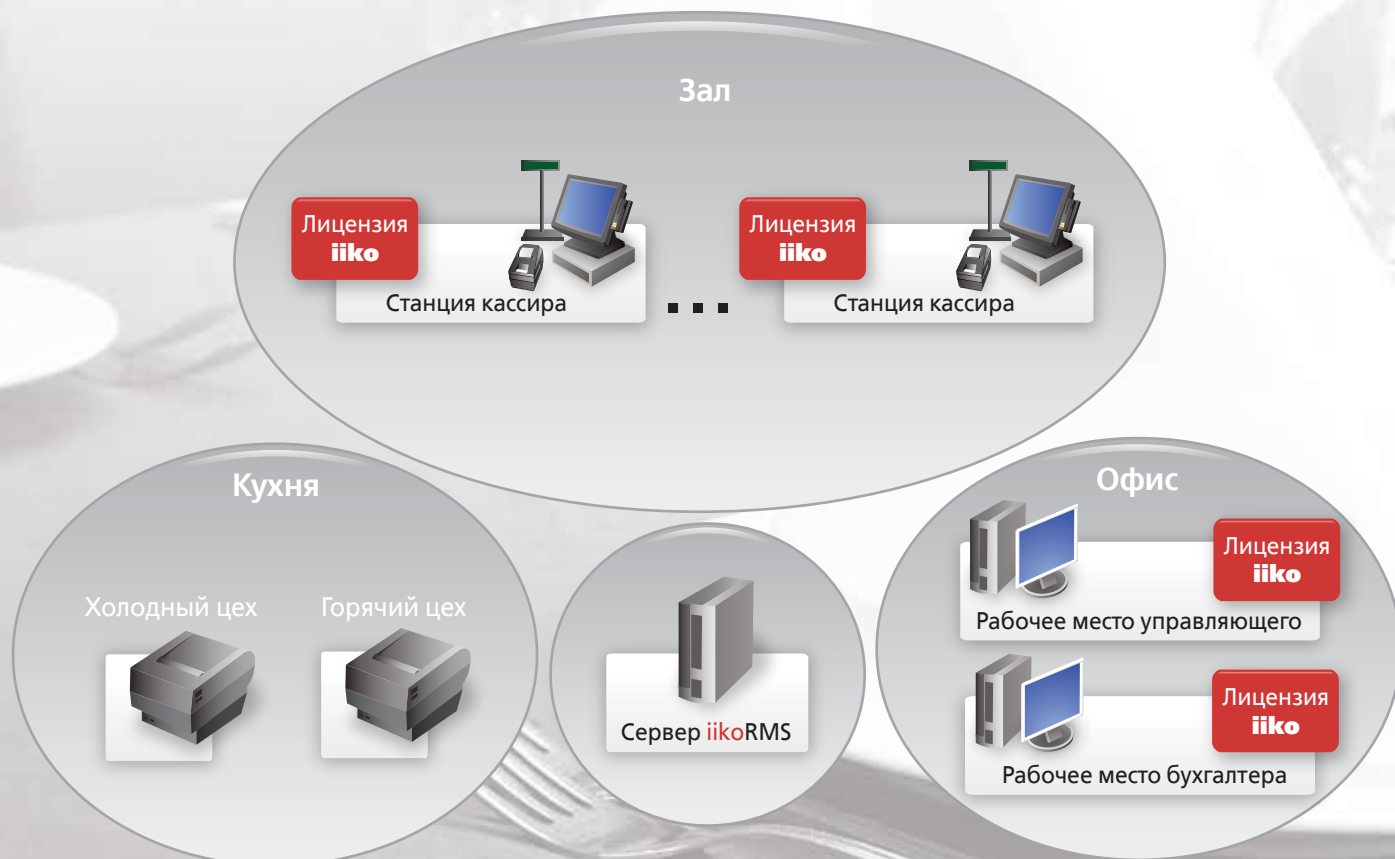 Зал
Лицензия
iiko
Станция кассира
...
Лицензия
iiko
Станция кассира
Кухня
Холодный цех
Горячий цех
Сервер iikoRMS
Офис
Лицензия
iiko
Рабочее место управляющего
Лицензия
iiko
Рабочее место бухгалтера